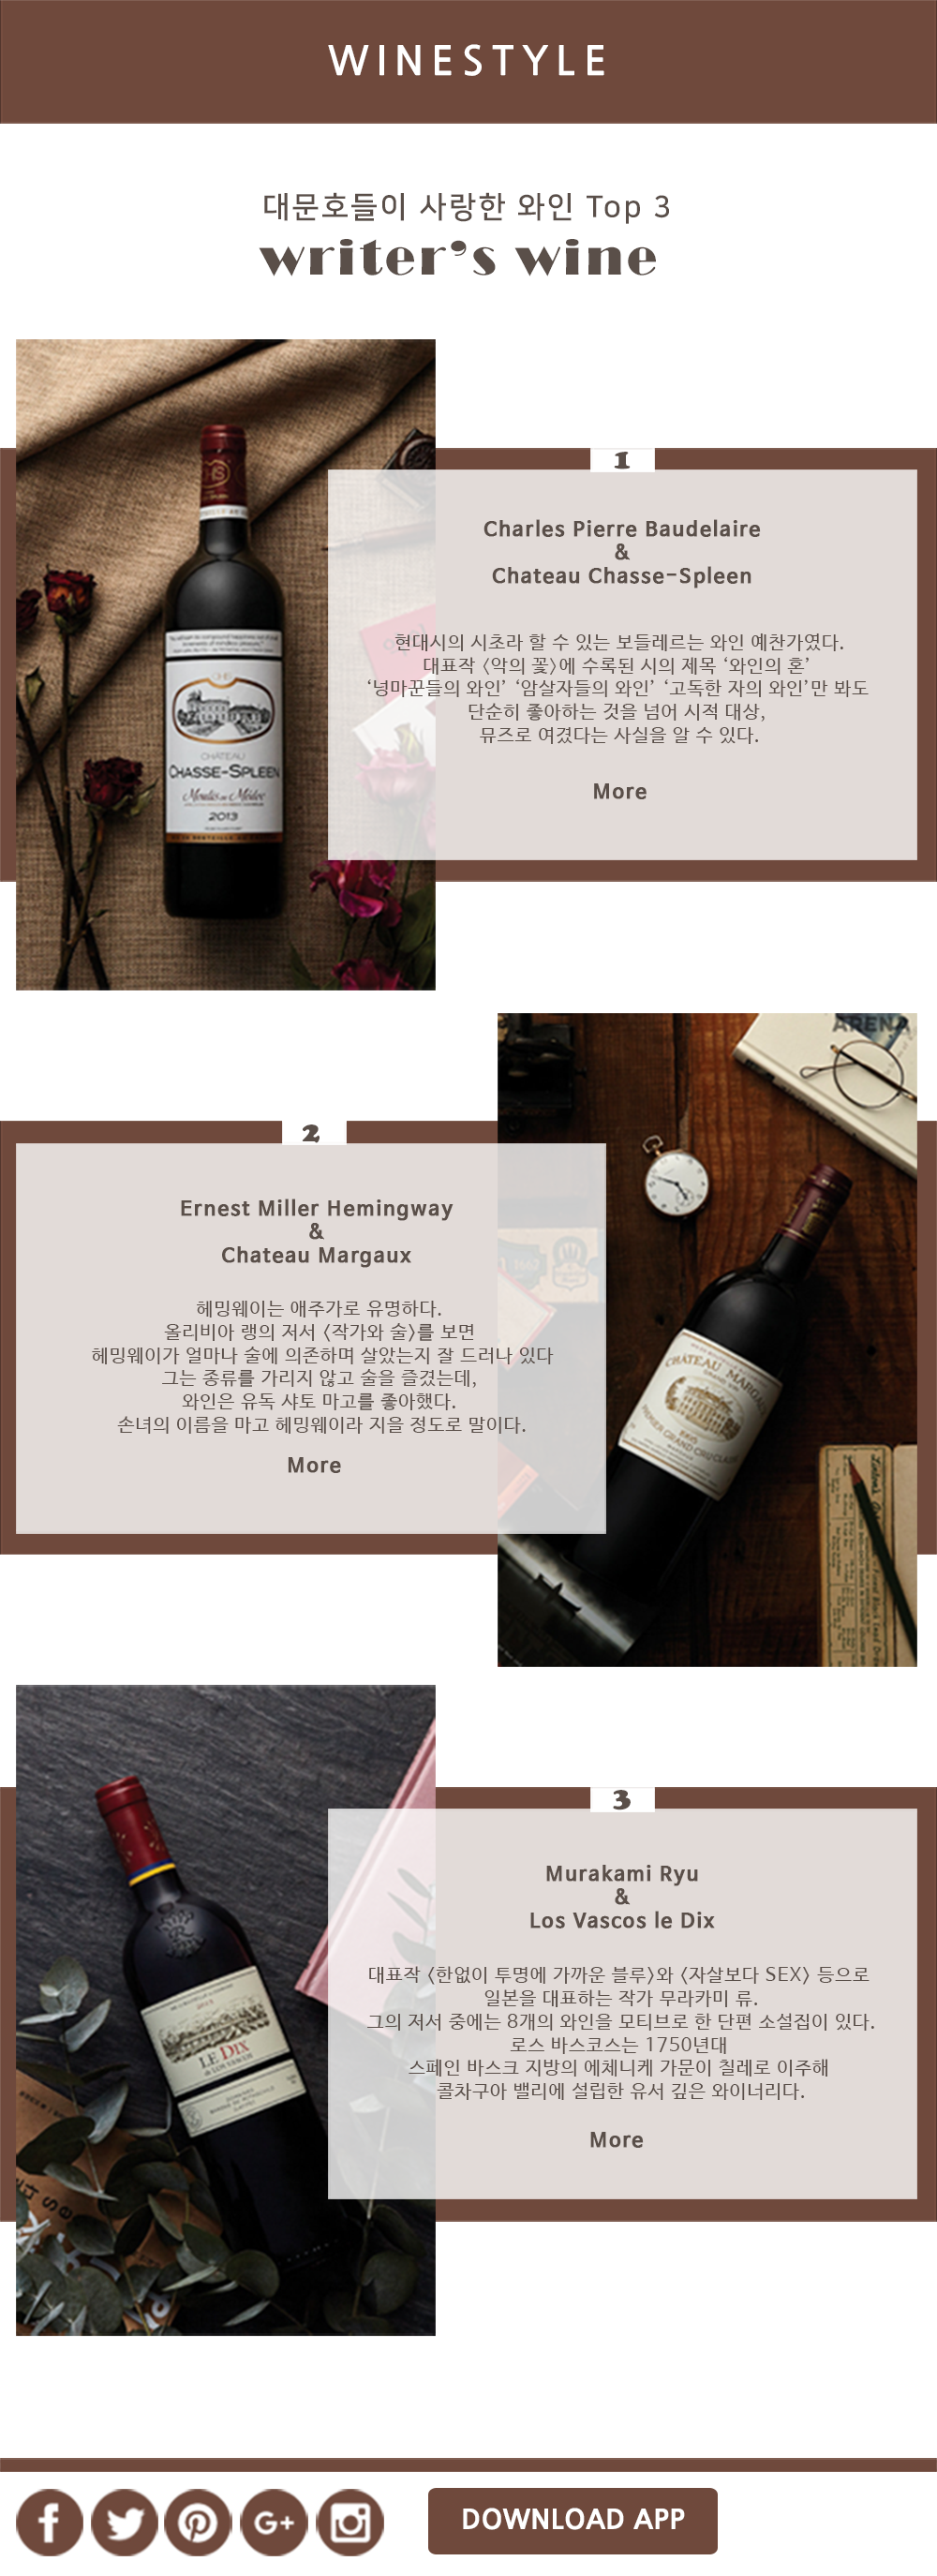 WINESTYLE
대문호들이 사랑한 와인 Top 3
writer's wine
1
Charles Pierre Baudelaire
&
Chateau Chasse-Spleen
현대시의 시초라 할 수 있는 보들레르는 와인 예찬가였다.
대표작 〈악의 꽃〉에 수록된 시의 제목 ‘와인의 혼’
‘넝마꾼들의 와인’ ‘암살자들의 와인’ ‘고독한 자의 와인’만 봐도
단순히 좋아하는 것을 넘어 시적 대상,
뮤즈로 여겼다는 사실을 알 수 있다.
More
CHATEAU
CHASSE-SPLEEN
Moulis en Médoc
2013
ARENA
2
Ernest Miller Hemingway
&
Chateau Margaux
헤밍웨이는 애주가로 유명하다.
올리비아 랭의 저서 〈작가와 술〉를 보면
헤밍웨이가 얼마나 술에 의존하며 살았는지 잘 드러나 있다
그는 종류를 가리지 않고 술을 즐겼는데,
와인은 유독 샤토 마고를 좋아했다.
손녀의 이름을 마고 헤밍웨이라 지을 정도로 말이다.
More
CHATEAU MARGAUX
PREMIER GRAND CRU CLASSÉ
3
Murakami Ryu
&
Los Vascos le Dix
대표작 〈한없이 투명에 가까운 블루〉와 〈자살보다 SEX〉 등으로
일본을 대표하는 작가 무라카미 류.
그의 저서 중에는 8개의 와인을 모티브로 한 단편 소설집이 있다.
로스 바스코스는 1750년대
스페인 바스크 지방의 에체니케 가문이 칠레로 이주해
콜차구아 밸리에 설립한 유서 깊은 와이너리다.
More
LE DIX
DOWNLOAD APP